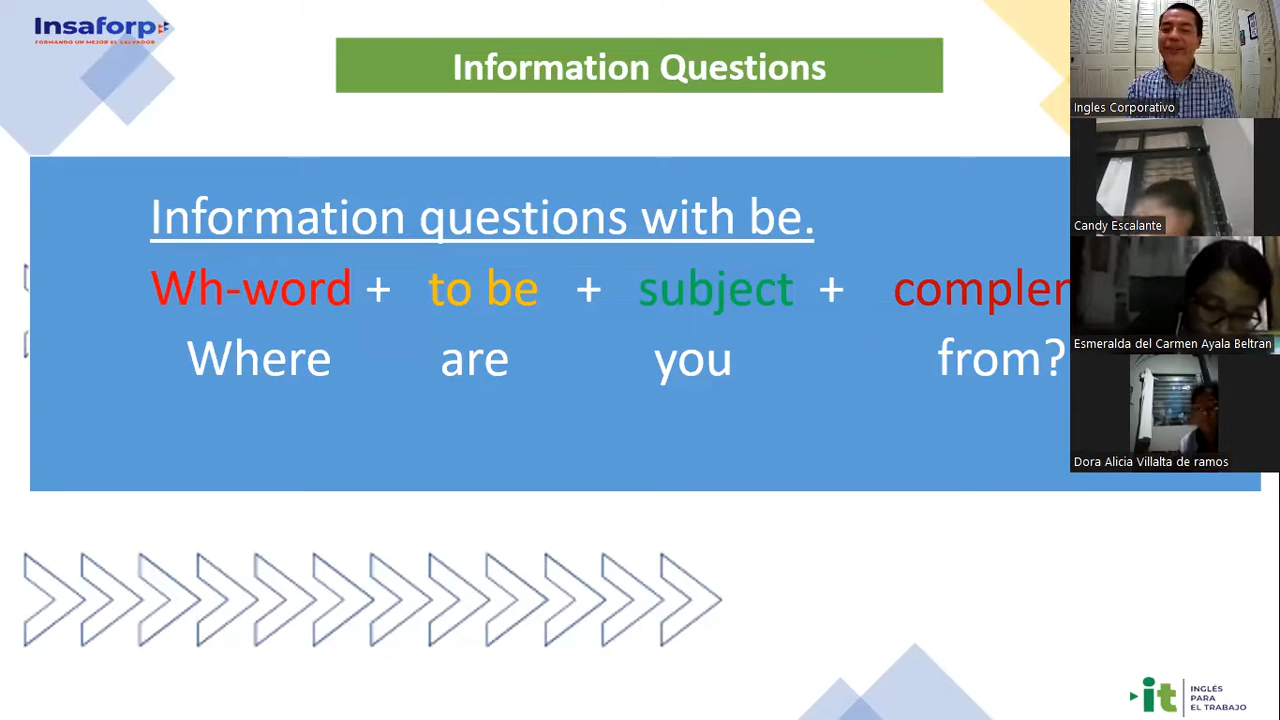 Insaforp
FORMANDO UN MEJOR EL SALVADOR
Information Questions
Information questions with be.
Wh-word + to be + subject + complem
Where are you from?
Ingles Corporativo
Candy Escalante
Esmeralda del Carmen Ayala Beltran
Dora Alicia Villalta de ramos
it
INGLÉS
PARA
EL TRABAJO